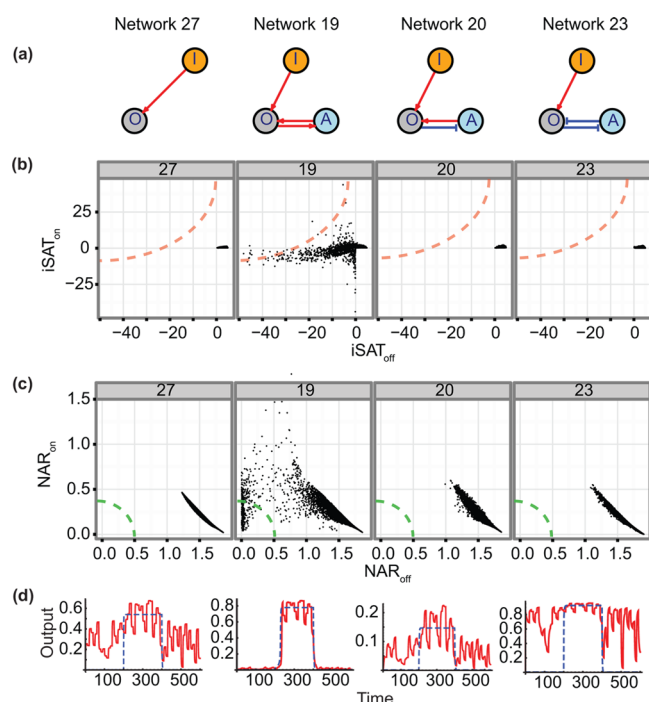 Network 27 Network 19 Network 20 Network 23
(a)
I I I I
O O A O A O A
(b)
27 19 20 23
iSATon
25
0
−25
−50 −40 −20 0 −50 −40 −20 0 −50 −40 −20 0 −50 −40 −20 0
iSAToff
(c)
27 19 20 23
NARon
1.5
1.0
0.5
0.0
0.0 0.5 1.0 1.5 0.0 0.5 1.0 1.5 0.0 0.5 1.0 1.5 0.0 0.5 1.0 1.5
NARoff
(d)
Output
0.6 0.8 0.2 0.8
0.4 0.6 0.1 0.6
0.2 0.4 0.4
0.2 0.2
100 300 500 100 300 500 100 300 500 100 300 500
Time